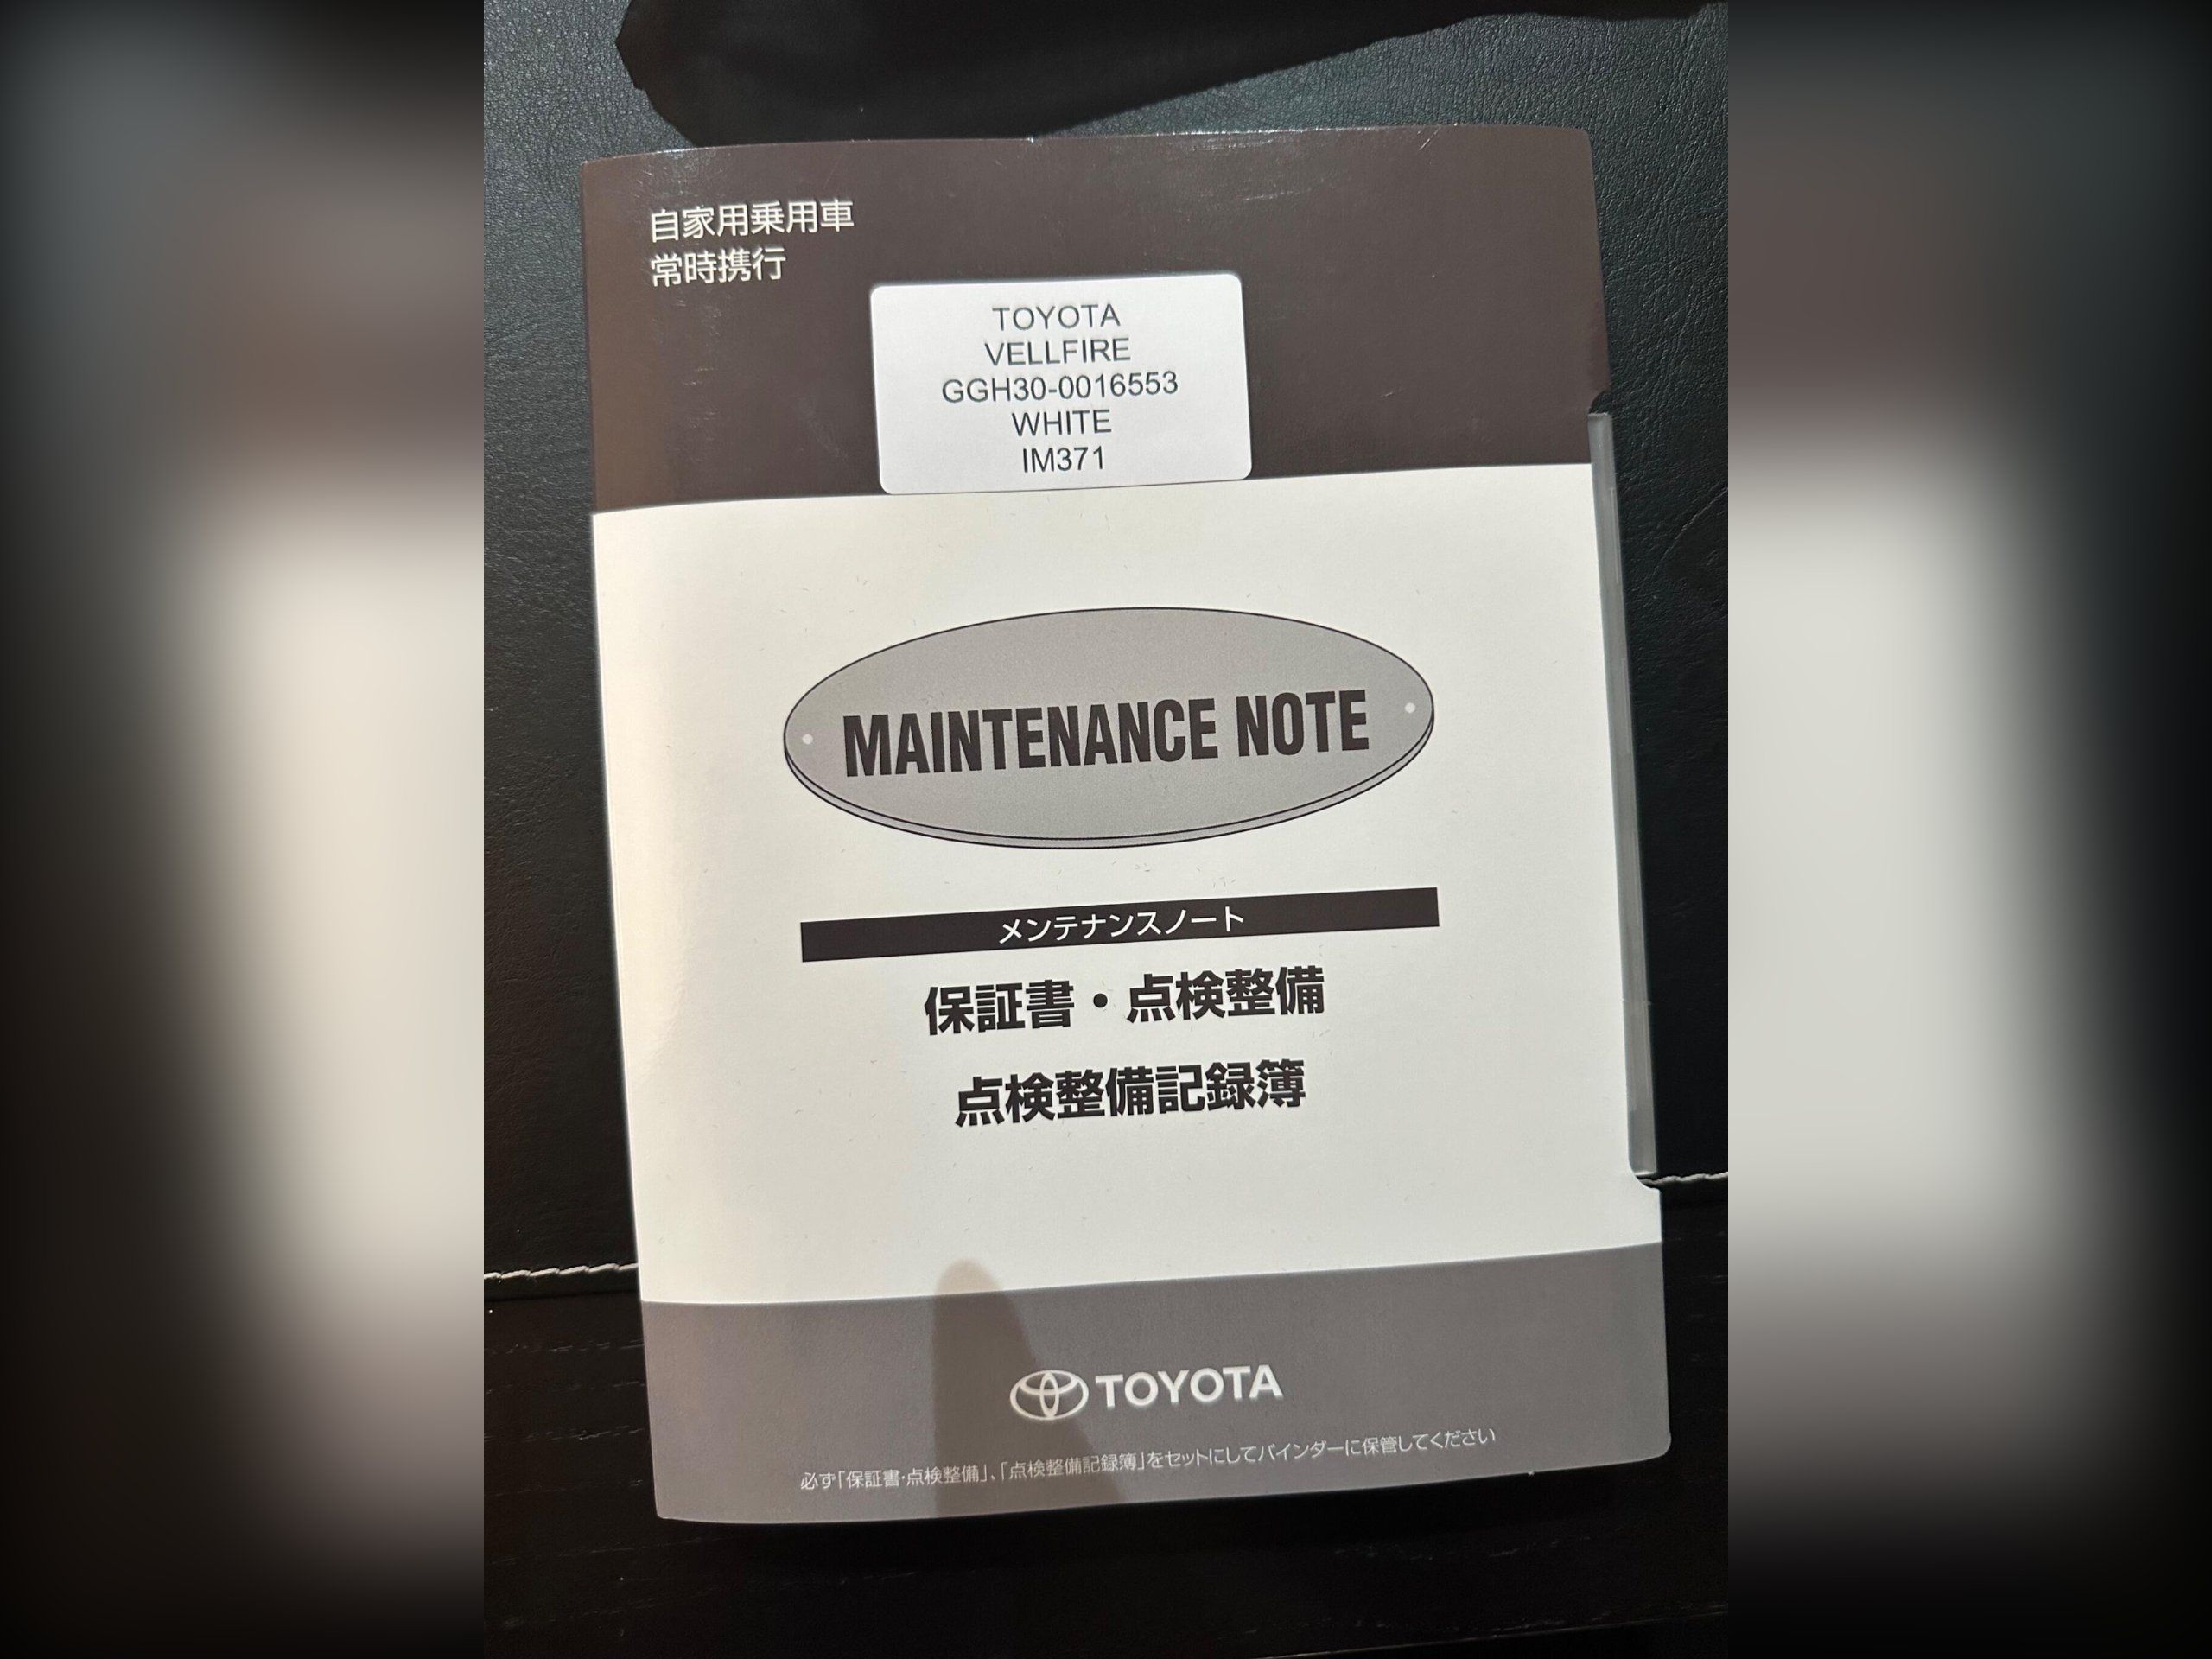 自家用乗用車
常時携行
TOYOTA
VELLFIRE
GGH30-0016553
WHITE
IM371
MAINTENANCE NOTE
メンテナンスノート
保証書・点検整備
点検整備記録簿
TOYOTA
必ず「保証書・点検整備」、「点検整備記録簿」をセットにしてバインダーに保管してください